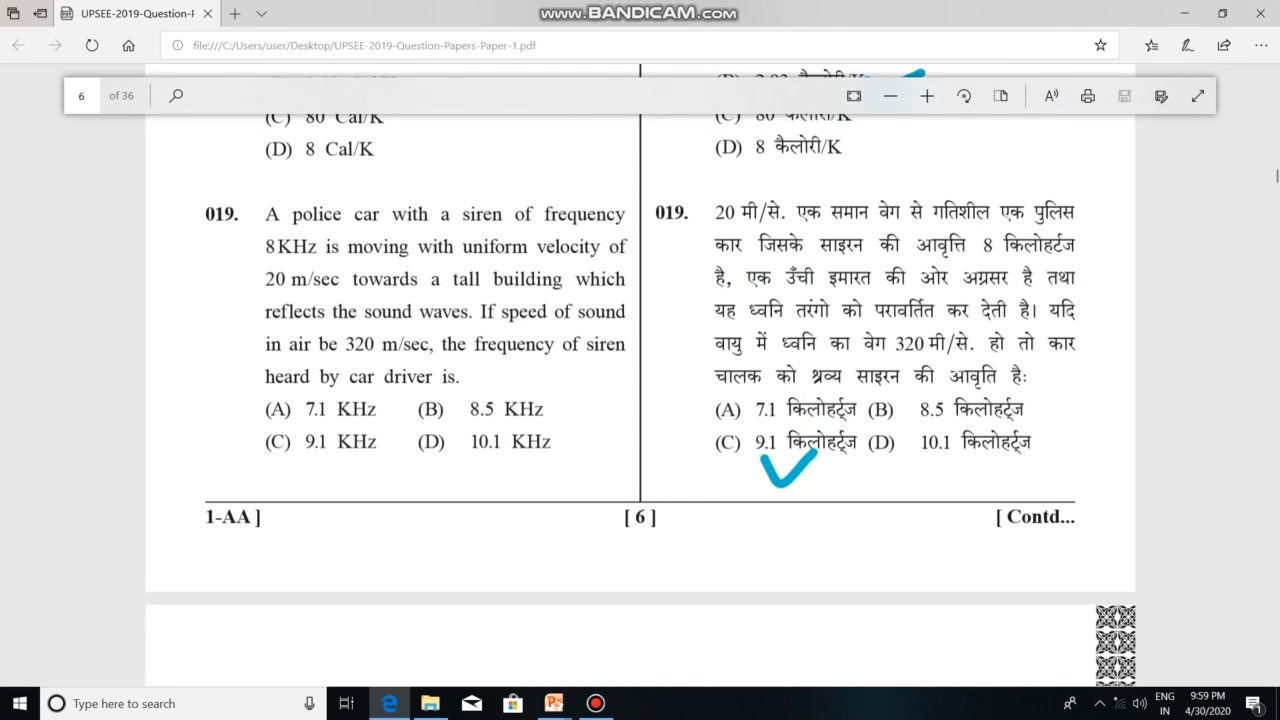 www.BANDICAM.com
UPSEE-2019-Question-P
file:///C:/Users/user/Desktop/UPSEE-2019-Question-Papers-Paper-1.pdf
6 of 36
(C) 80 Cal/K
(D) 8 Cal/K
019. A police car with a siren of frequency
8 KHz is moving with uniform velocity of
20 m/sec towards a tall building which
reflects the sound waves. If speed of sound
in air be 320 m/sec, the frequency of siren
heard by car driver is.
(A) 7.1 KHz (B) 8.5 KHz
(C) 9.1 KHz (D) 10.1 KHz
(C) 80 कैलोरी/K
(D) 8 कैलोरी/K
019. 20 मी/से. एक समान वेग से गतिशील एक पुलिस
कार जिसके साइरन की आवृत्ति 8 किलोहर्टज
है, एक उँची इमारत की ओर अग्रसर है तथा
यह ध्वनि तरंगो को परावर्तित कर देती है। यदि
वायु में ध्वनि का वेग 320 मी/से. हो तो कार
चालक को श्रव्य साइरन की आवृति है:
(A) 7.1 किलोहर्ट्ज (B) 8.5 किलोहर्ट्ज
(C) 9.1 किलोहर्ट्ज (D) 10.1 किलोहर्ट्ज
1-AA ] [ 6 ] [ Contd...
Type here to search
ENG
IN
9:59 PM
4/30/2020